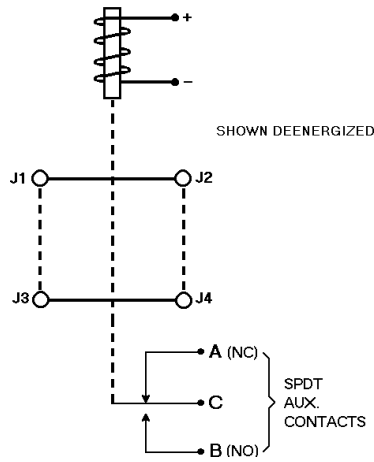 +
−
SHOWN DEENERGIZED
J1
J2
J3
J4
A (NC)
C
B (NO)
SPDT
AUX.
CONTACTS